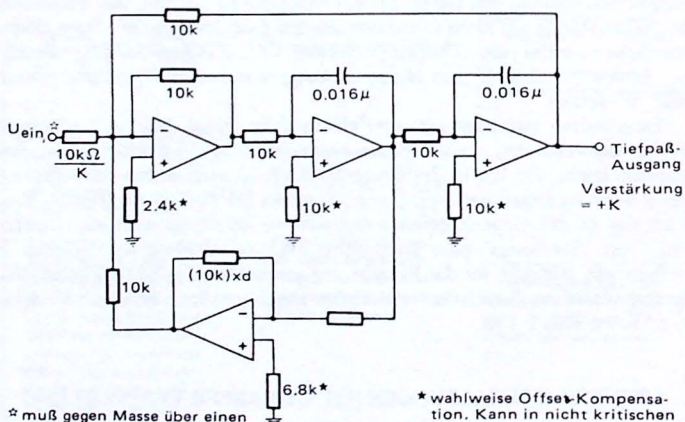 10k
10k
0.016µ
0.016µ
U ein ☆
10kΩ
K
10k
10k
Tiefpaß-
Ausgang
Verstärkung
= +K
2.4k*
10k*
10k*
10k
(10k)xd
6.8k*
☆ muß gegen Masse über einen
* wahlweise Offset-Kompensa-
tion. Kann in nicht kritischen